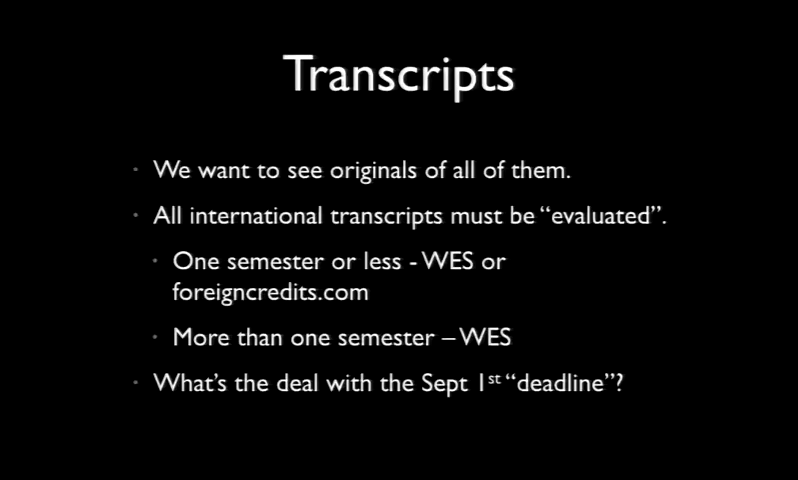 Transcripts
• We want to see originals of all of them.
• All international transcripts must be “evaluated”.
• One semester or less - WES or
foreigncredits.com
• More than one semester – WES
• What’s the deal with the Sept 1st “deadline”?